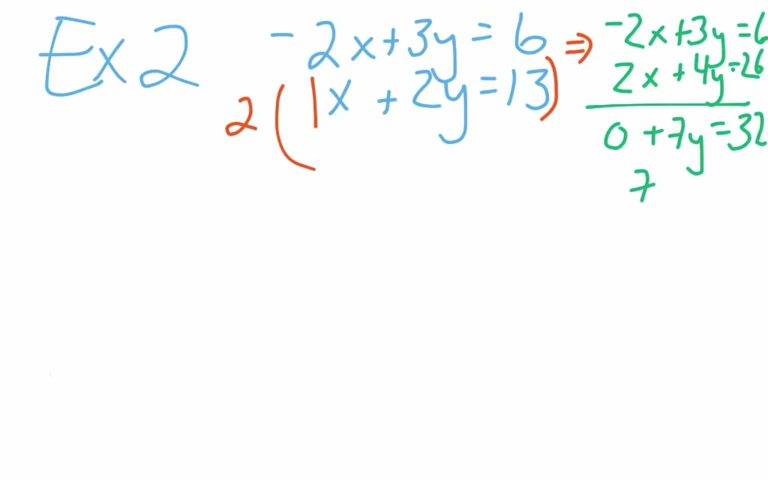 Ex 2
-2x+3y=6
2(1x+2y=13)
⇒ -2x+3y=6
2x+4y=26
0+7y=32
7